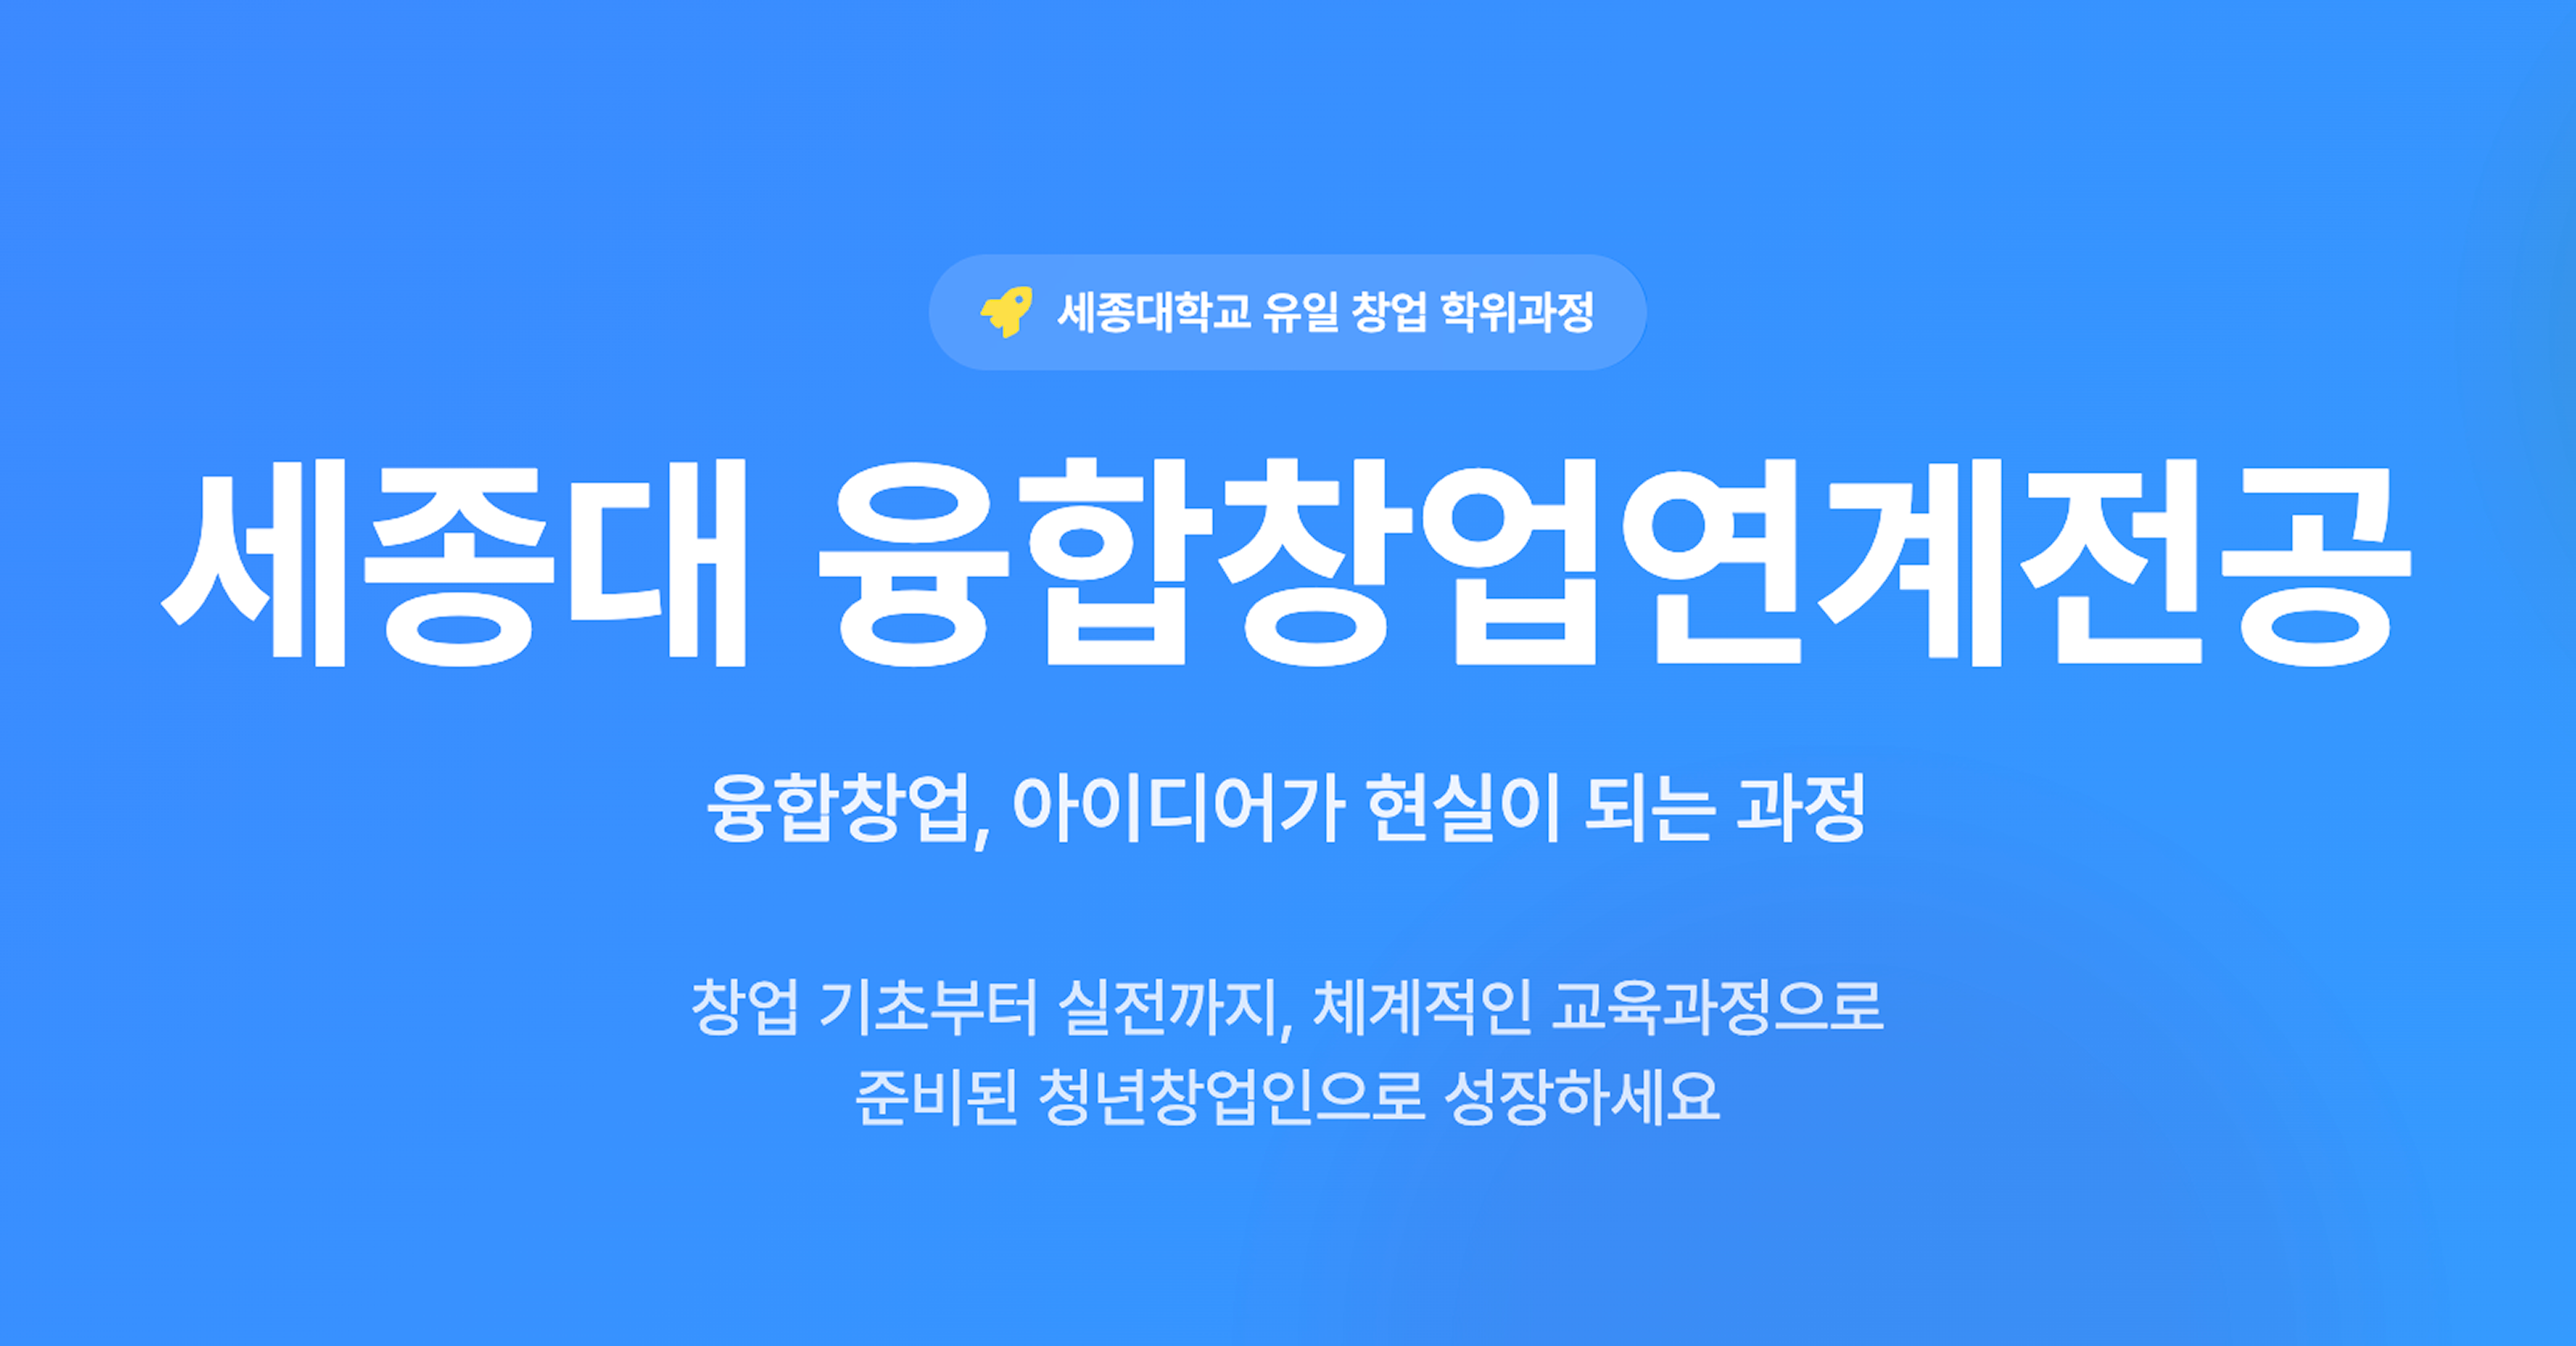 세종대학교 유일 창업 학위과정
세종대 융합창업연계전공
융합창업, 아이디어가 현실이 되는 과정
창업 기초부터 실전까지, 체계적인 교육과정으로
준비된 청년창업인으로 성장하세요